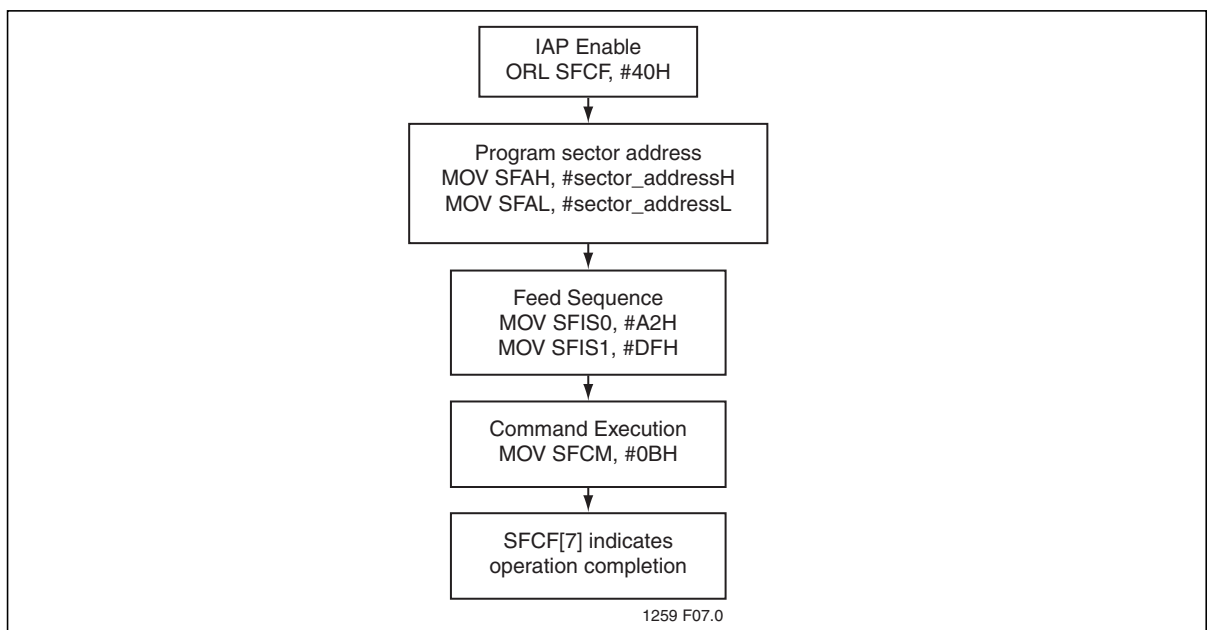 IAP Enable
ORL SFCF, #40H
Program sector address
MOV SFAH, #sector_addressH
MOV SFAL, #sector_addressL
Feed Sequence
MOV SFIS0, #A2H
MOV SFIS1, #DFH
Command Execution
MOV SFCM, #0BH
SFCF[7] indicates
operation completion
1259 F07.0